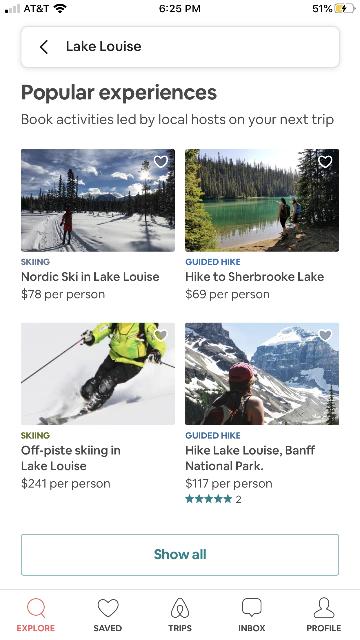 AT&T
6:25 PM
51%
Lake Louise
Popular experiences
Book activities led by local hosts on your next trip
SKIING
Nordic Ski in Lake Louise
$78 per person
GUIDED HIKE
Hike to Sherbrooke Lake
$69 per person
SKIING
Off-piste skiing in
Lake Louise
$241 per person
GUIDED HIKE
Hike Lake Louise, Banff
National Park.
$117 per person
★★★★★ 2
Show all
EXPLORE
SAVED
TRIPS
INBOX
PROFILE